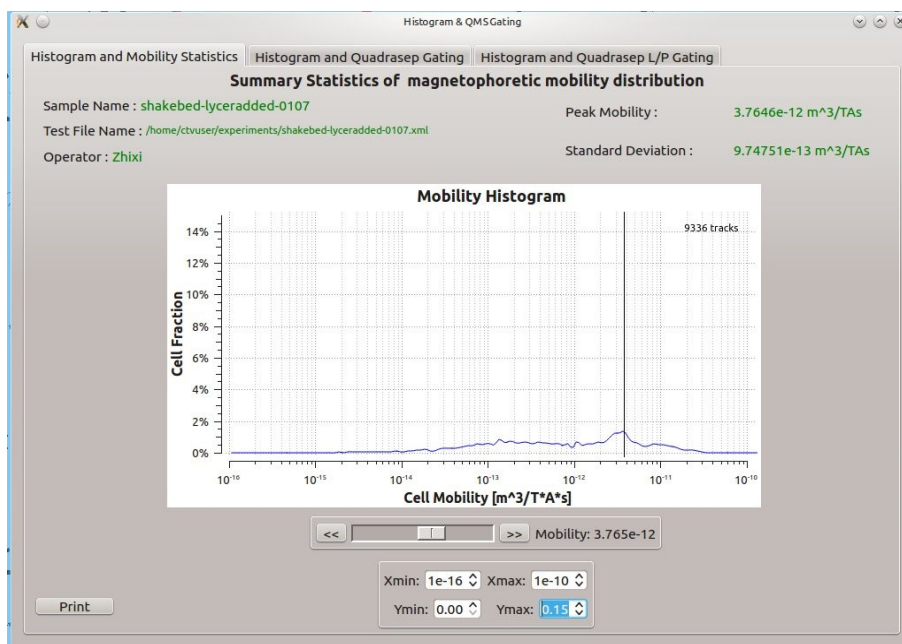 Histogram & QMSGating
Histogram and Mobility Statistics Histogram and Quadrasep Gating Histogram and Quadrasep L/P Gating
Summary Statistics of magnetophoretic mobility distribution
Sample Name : shakebed-lyceradded-0107
Peak Mobility : 3.7646e-12 m^3/TAs
Test File Name : /home/ctvuser/experiments/shakebed-lyceradded-0107.xml
Operator : Zhixi
Standard Deviation : 9.74751e-13 m^3/TAs
Mobility Histogram
9336 tracks
14%
12%
10%
8%
6%
4%
2%
0%
Cell Fraction
10^-16 10^-15 10^-14 10^-13 10^-12 10^-11 10^-10
Cell Mobility [m^3/T*A*s]
<< >> Mobility: 3.765e-12
Xmin: 1e-16 Xmax: 1e-10
Ymin: 0.00 Ymax: 0.15
Print